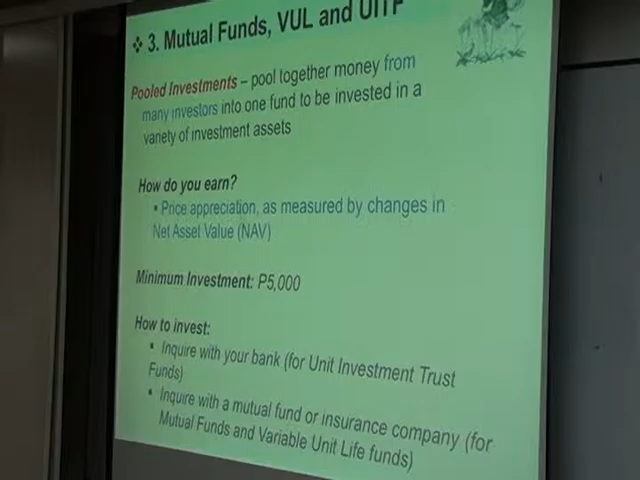 ❖ 3. Mutual Funds, VUL and UITF
Pooled Investments – pool together money from
many investors into one fund to be invested in a
variety of investment assets
How do you earn?
• Price appreciation, as measured by changes in
Net Asset Value (NAV)
Minimum Investment: P5,000
How to invest:
• Inquire with your bank (for Unit Investment Trust
Funds)
• Inquire with a mutual fund or insurance company (for
Mutual Funds and Variable Unit Life funds)